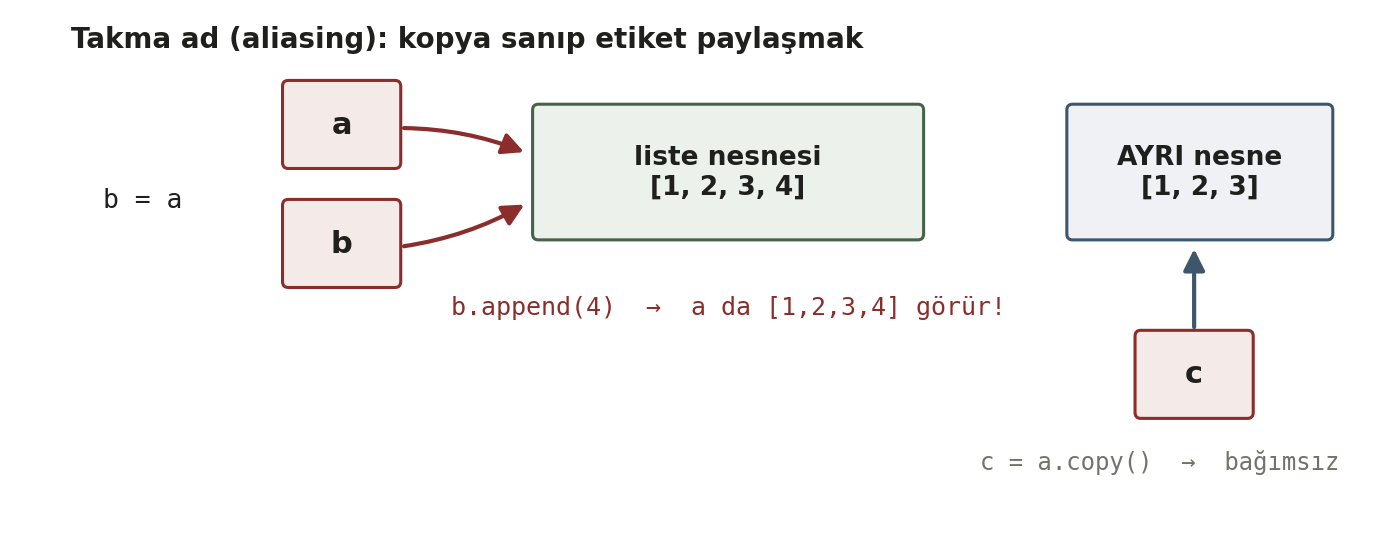 Takma ad (aliasing): kopya sanıp etiket paylaşmak
a
b = a
b
liste nesnesi
[1, 2, 3, 4]
AYRI nesne
[1, 2, 3]
b.append(4)  →  a da [1,2,3,4] görür!
c
c = a.copy()  →  bağımsız